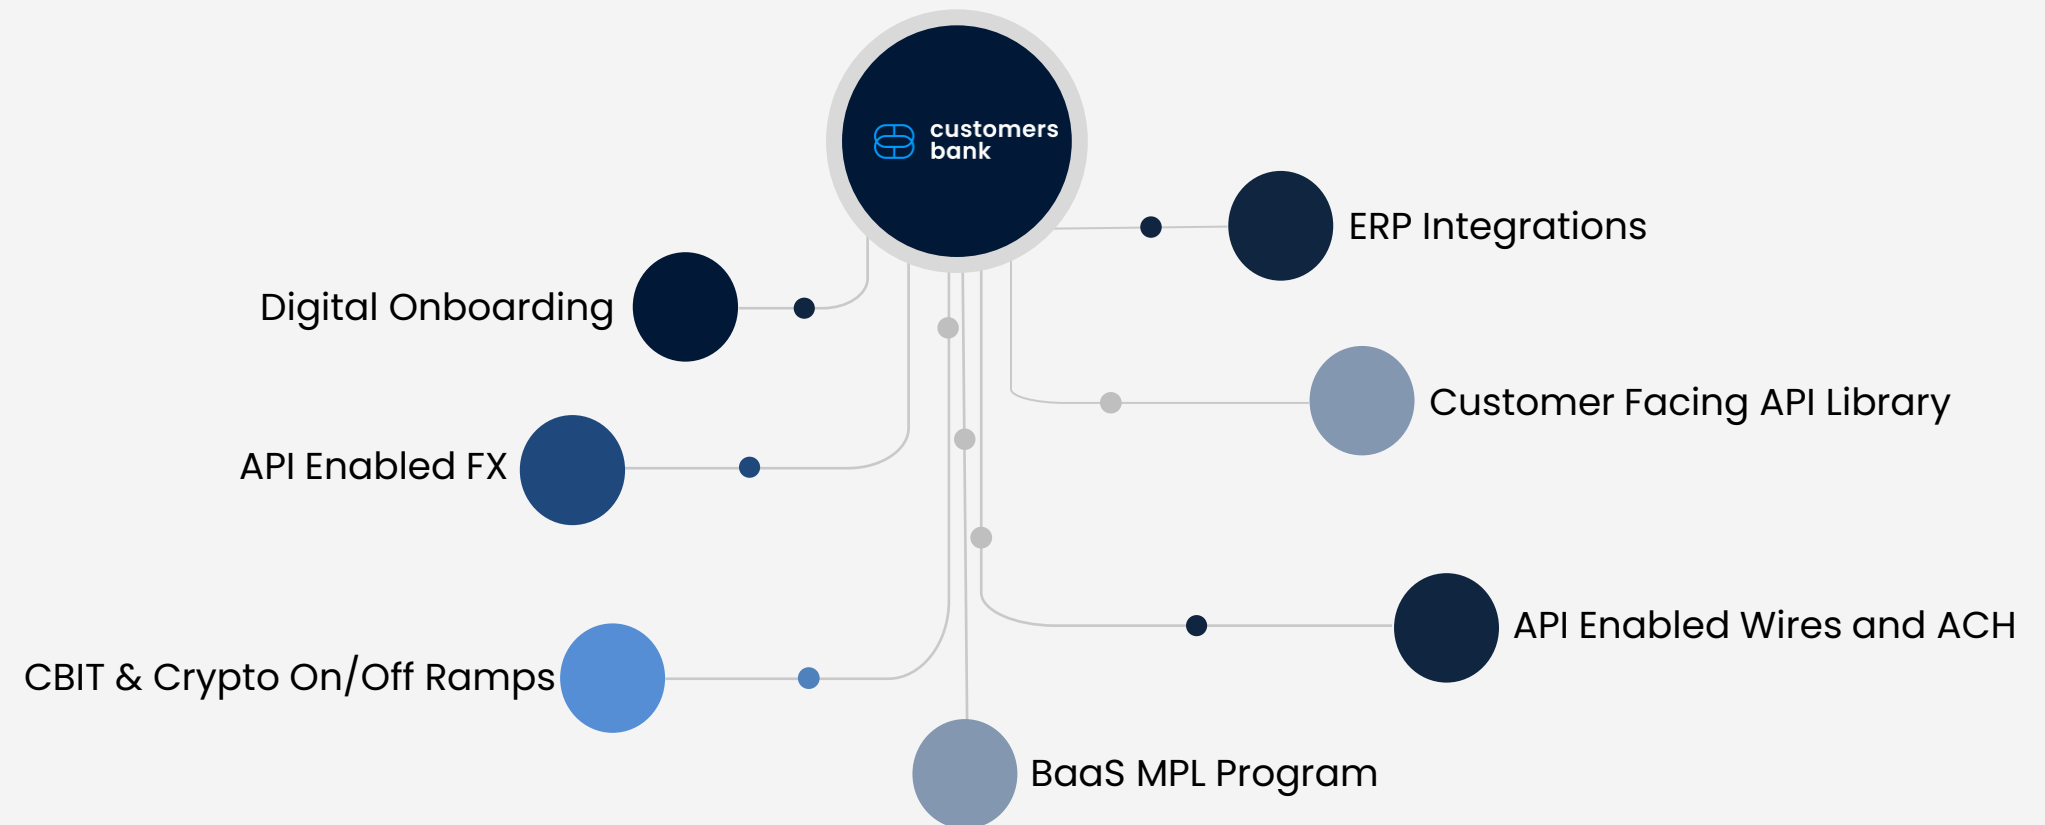 customers
bank
ERP Integrations
Digital Onboarding
Customer Facing API Library
API Enabled FX
API Enabled Wires and ACH
CBIT & Crypto On/Off Ramps
BaaS MPL Program